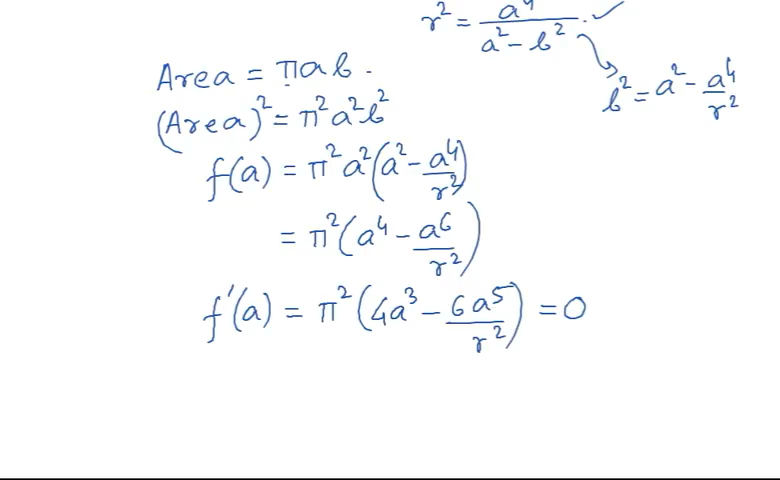 r² = a⁴/(a² - b²) ✓
Area = πab.
b² = a² - a⁴/r²
(Area)² = π²a²b²
f(a) = π²a²(a² - a⁴/r²)
= π²(a⁴ - a⁶/r²)
f'(a) = π²(4a³ - 6a⁵/r²) = 0